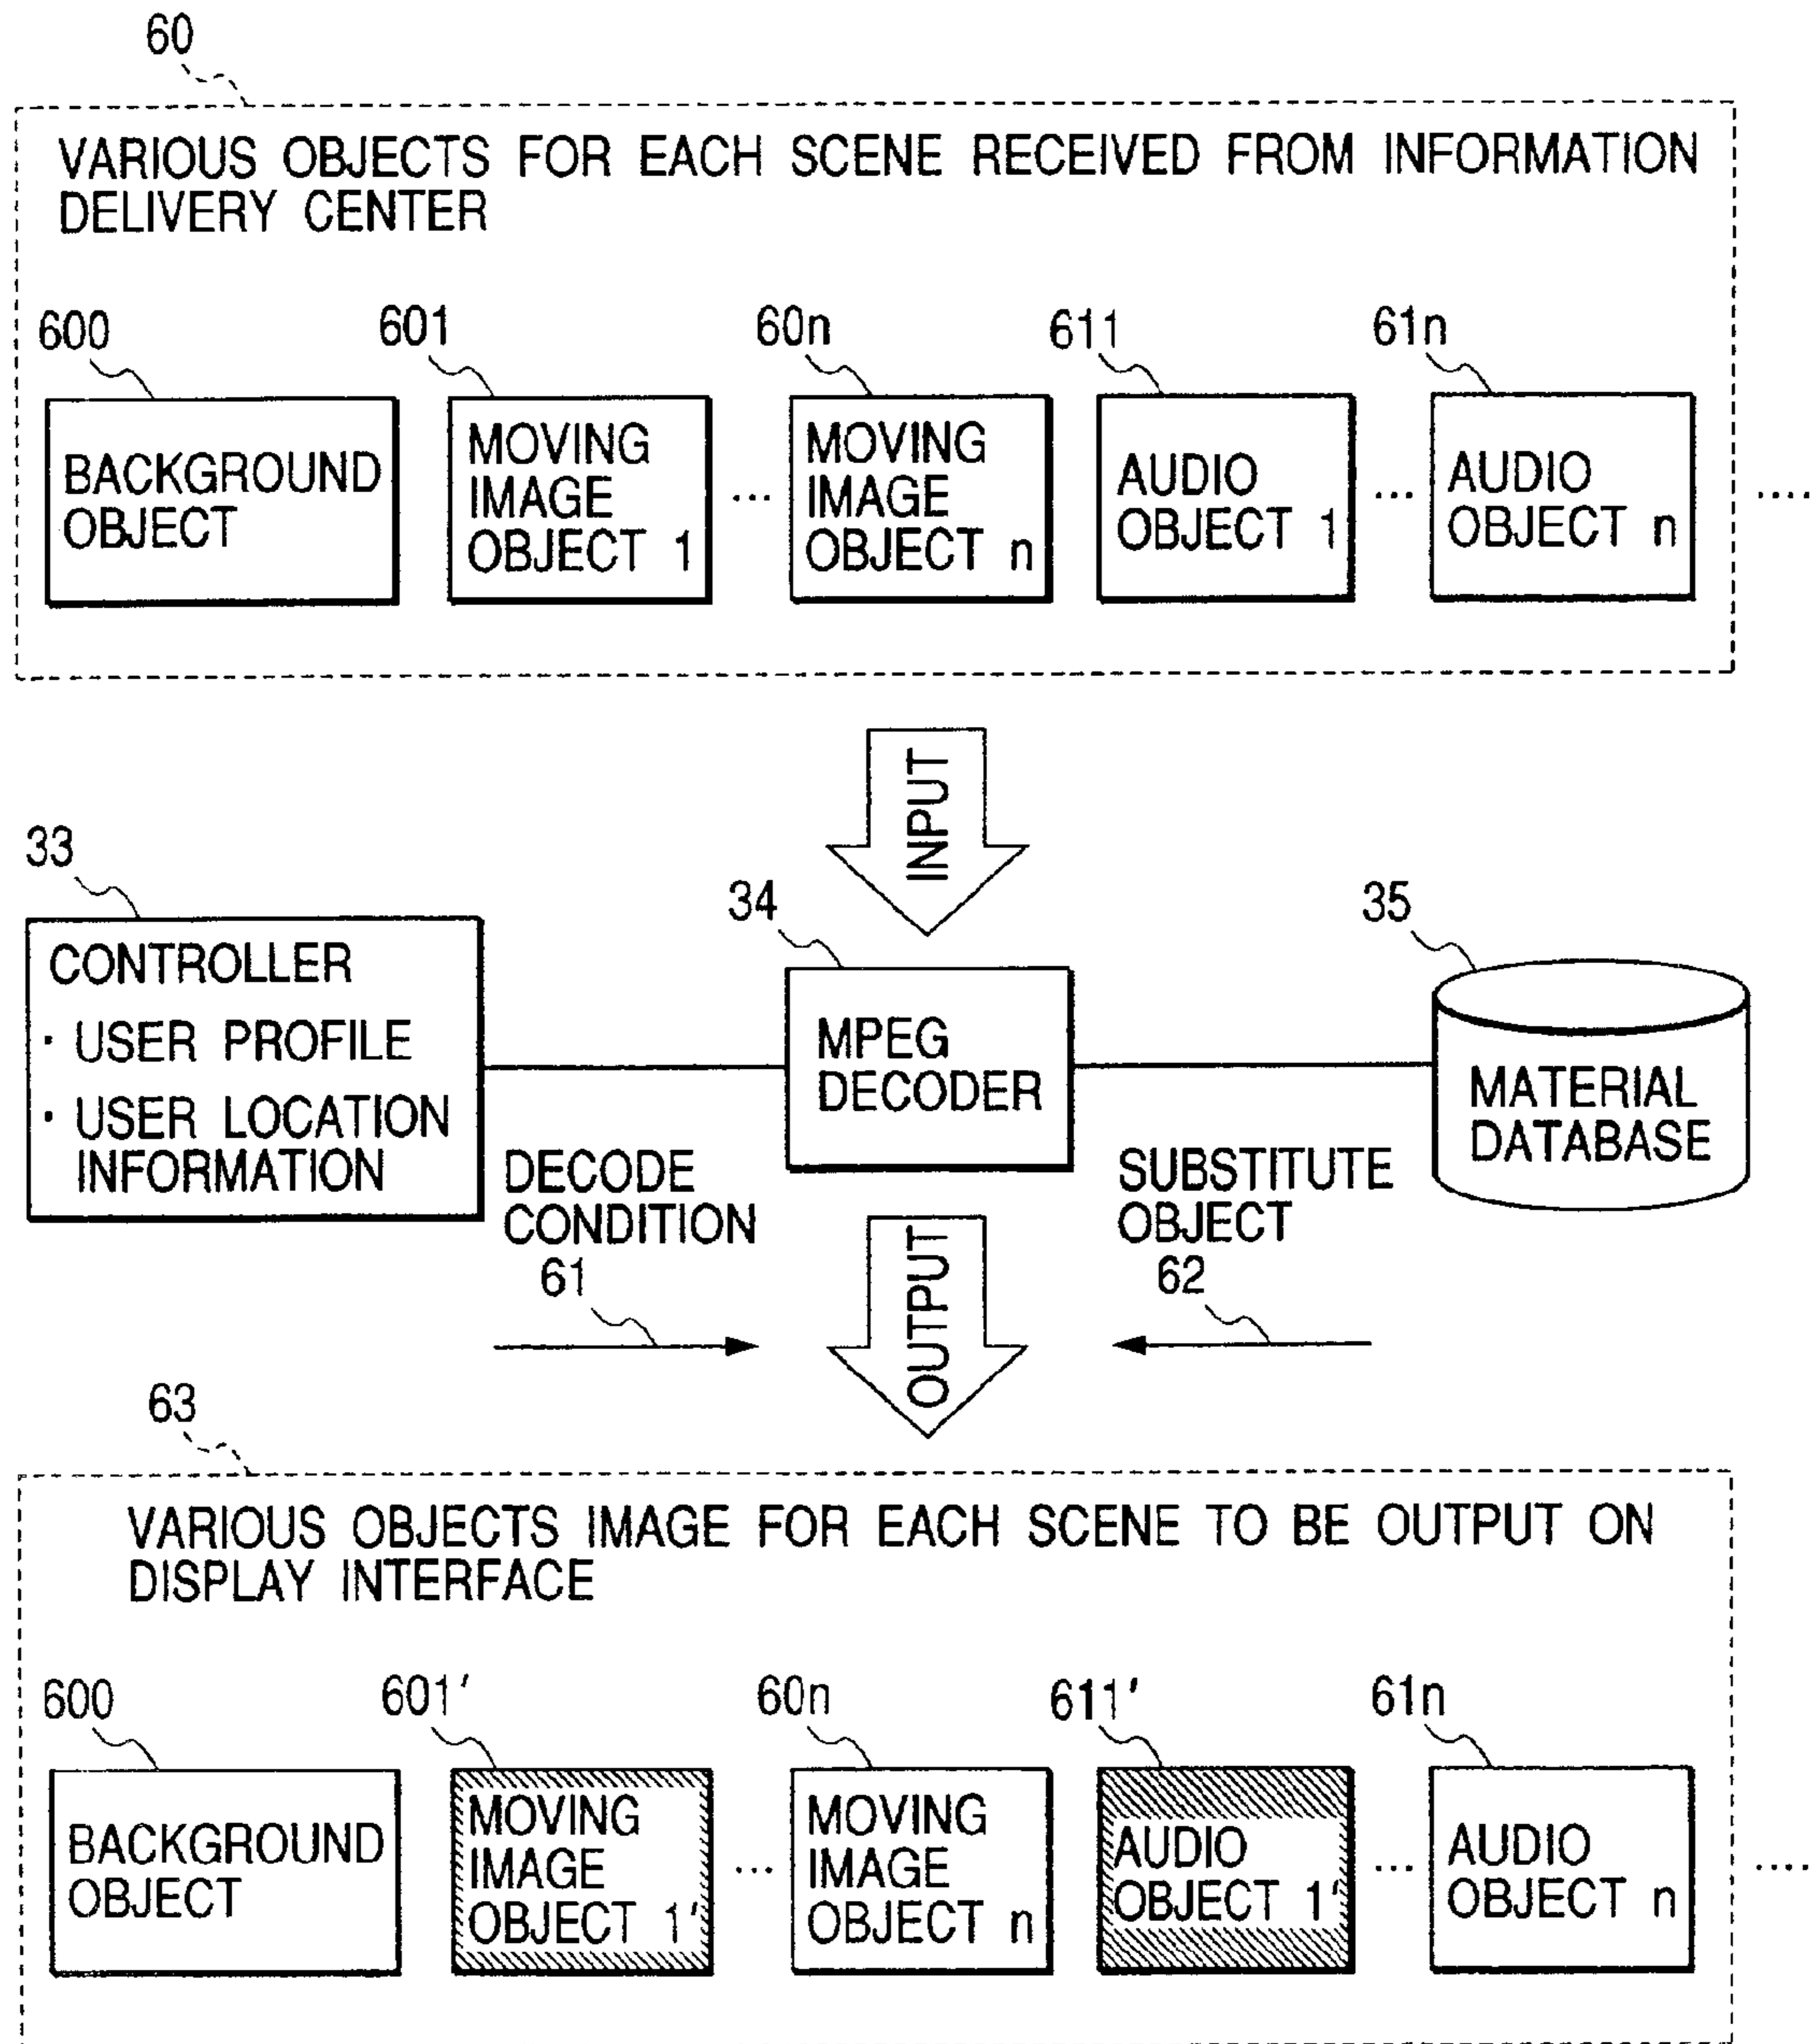 60
VARIOUS OBJECTS FOR EACH SCENE RECEIVED FROM INFORMATION
DELIVERY CENTER
600
601
60n
611
61n
BACKGROUND
OBJECT
MOVING
IMAGE
OBJECT 1
...
MOVING
IMAGE
OBJECT n
AUDIO
OBJECT 1
...
AUDIO
OBJECT n
....
INPUT
33
CONTROLLER
· USER PROFILE
· USER LOCATION
INFORMATION
34
MPEG
DECODER
35
MATERIAL
DATABASE
DECODE
CONDITION
61
OUTPUT
SUBSTITUTE
OBJECT
62
63
VARIOUS OBJECTS IMAGE FOR EACH SCENE TO BE OUTPUT ON
DISPLAY INTERFACE
600
601'
60n
611'
61n
BACKGROUND
OBJECT
MOVING
IMAGE
OBJECT 1'
...
MOVING
IMAGE
OBJECT n
AUDIO
OBJECT 1'
...
AUDIO
OBJECT n
....